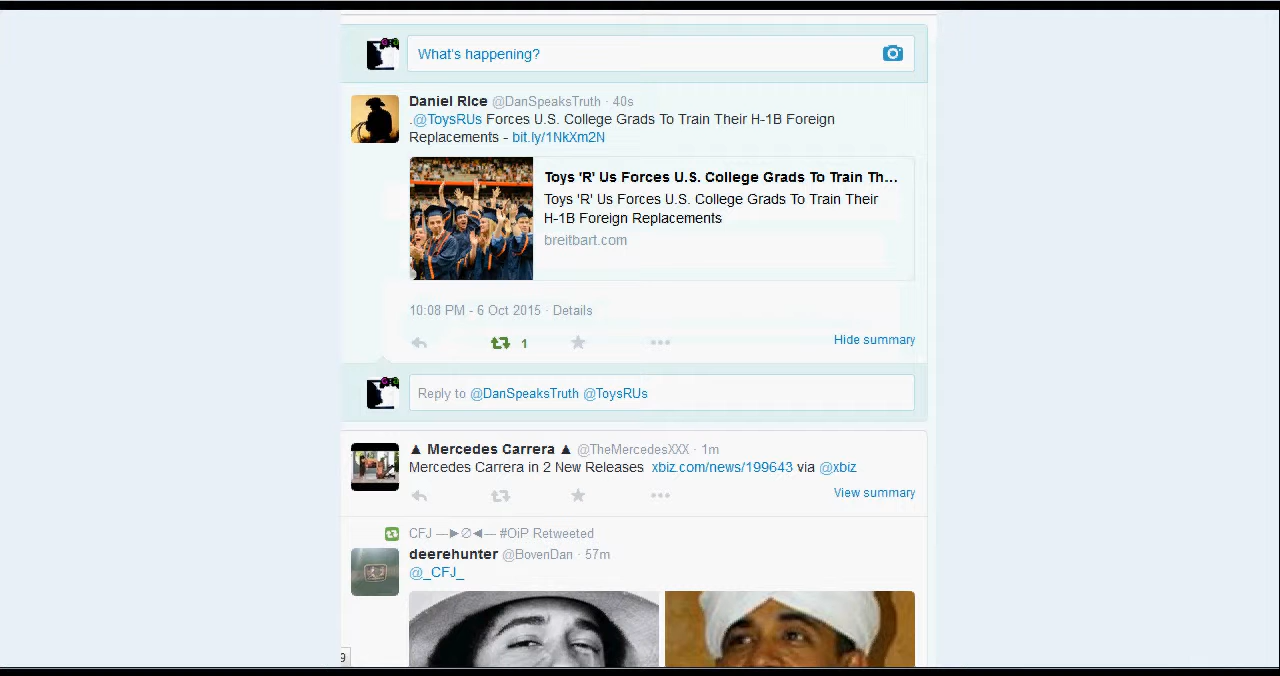 What's happening?
Daniel RIce @DanSpeaksTruth · 40s
.@ToysRUs Forces U.S. College Grads To Train Their H-1B Foreign
Replacements - bit.ly/1NkXm2N
Toys 'R' Us Forces U.S. College Grads To Train Th...
Toys 'R' Us Forces U.S. College Grads To Train Their
H-1B Foreign Replacements
breitbart.com
10:08 PM - 6 Oct 2015 · Details
1
Hide summary
Reply to @DanSpeaksTruth @ToysRUs
▲ Mercedes Carrera ▲ @TheMercedesXXX · 1m
Mercedes Carrera in 2 New Releases xbiz.com/news/199643 via @xbiz
View summary
CFJ —►∅◄— #OiP Retweeted
deerehunter @BovenDan · 57m
@_CFJ_
9